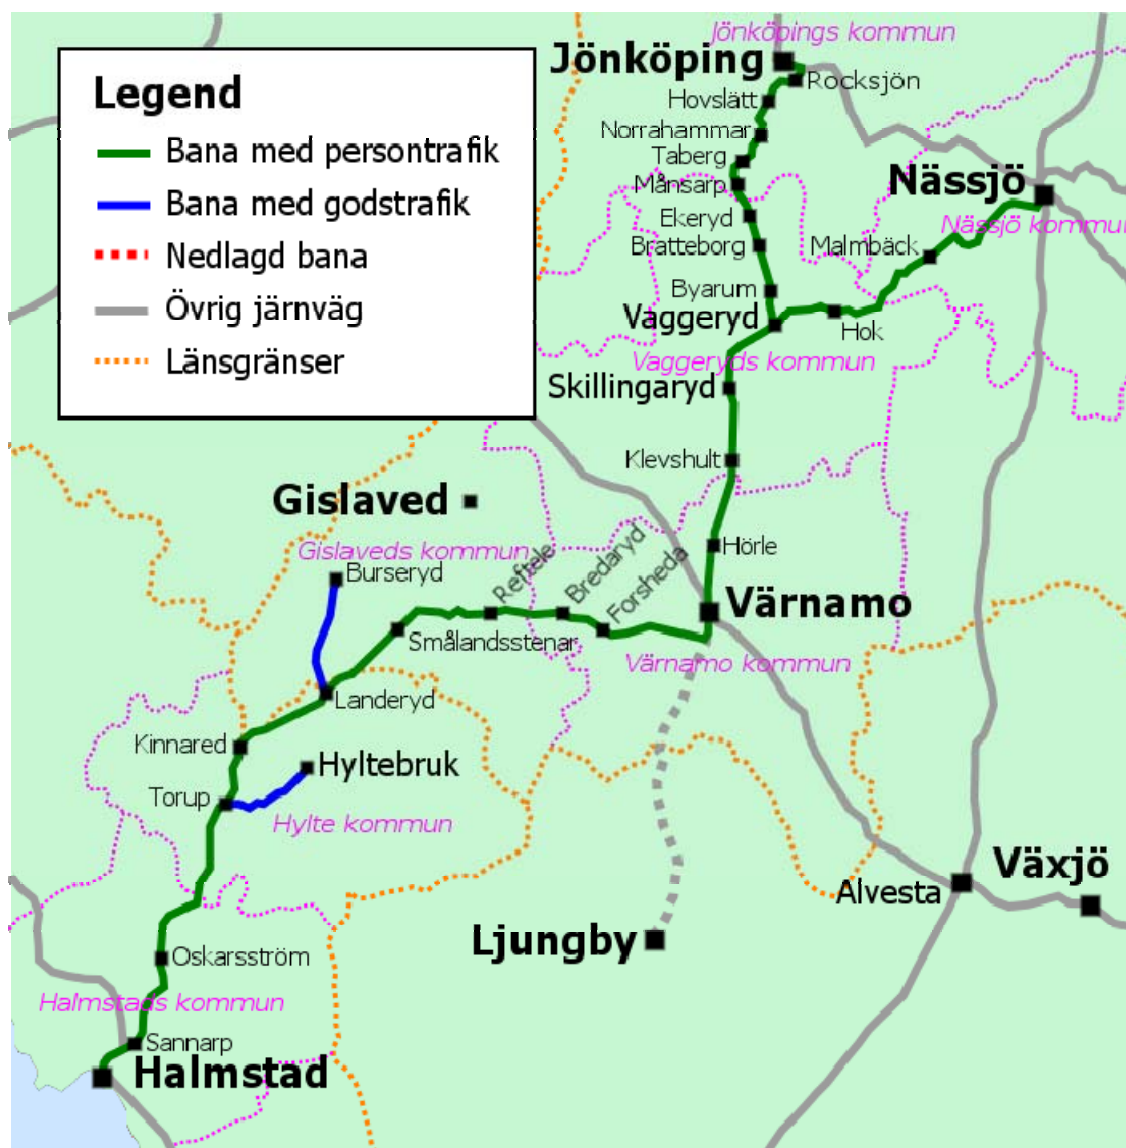 Jönköpings kommun
Jönköping
Rocksjön
Legend
Bana med persontrafik
Bana med godstrafik
Nedlagd bana
Övrig järnväg
Länsgränser
Hovslätt
Norrahammar
Taberg
Månsarp
Nässjö
Ekeryd
Nässjö kommun
Bratteborg
Malmbäck
Byarum
Vaggeryd
Hok
Vaggeryds kommun
Skillingaryd
Klevshult
Gislaved
Gislaveds kommun
Burseryd
Reftele
Bredaryd
Forsheda
Hörle
Värnamo
Smålandsstenar
Värnamo kommun
Landeryd
Kinnared
Hyltebruk
Torup
Hylte kommun
Växjö
Alvesta
Ljungby
Oskarsström
Halmstads kommun
Sannarp
Halmstad